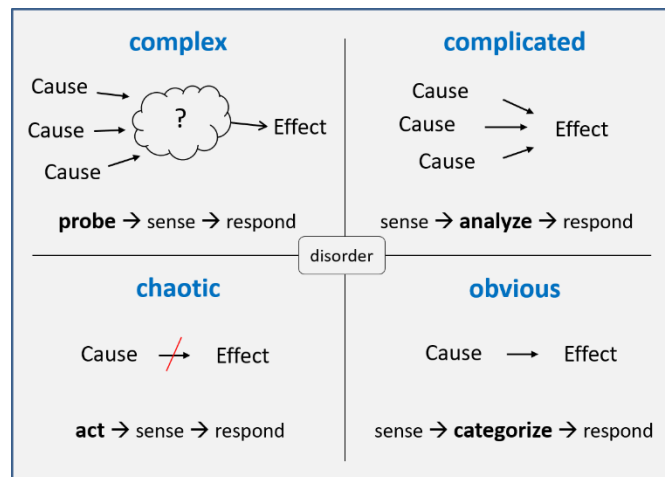 complex
Cause
Cause
Cause
?
Effect
probe → sense → respond
complicated
Cause
Cause
Cause
Effect
sense → analyze → respond
disorder
chaotic
Cause → Effect
act → sense → respond
obvious
Cause → Effect
sense → categorize → respond